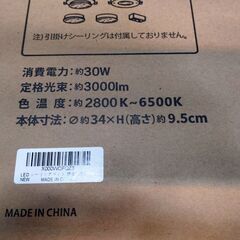 注)引掛けシーリングは付属しておりません。
消費電力：約30W
定格光束：約3000lm
色 温 度：約2800K~6500K
本体寸法：∅約34×H(高さ)約9.5cm
LED
NEW
MADE IN CHINA